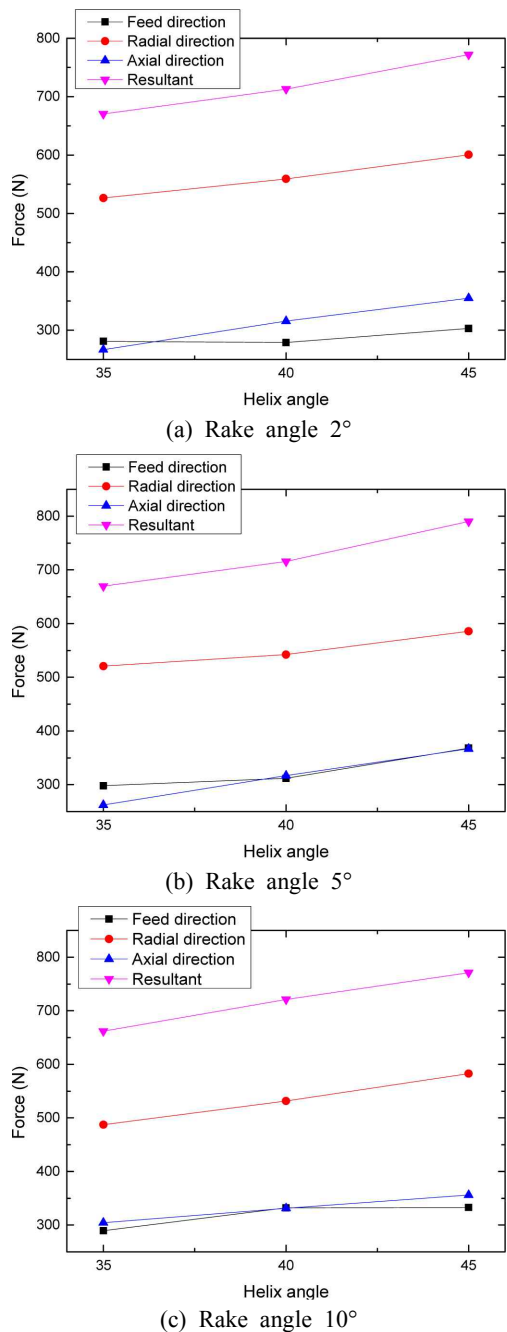 Feed direction
Radial direction
Axial direction
Resultant
800
700
600
500
400
300
Force (N)
35
40
45
Helix angle
(a) Rake angle 2°
Feed direction
Radial direction
Axial direction
Resultant
800
700
600
500
400
300
Force (N)
35
40
45
Helix angle
(b) Rake angle 5°
Feed direction
Radial direction
Axial direction
Resultant
800
700
600
500
400
300
Force (N)
35
40
45
Helix angle
(c) Rake angle 10°